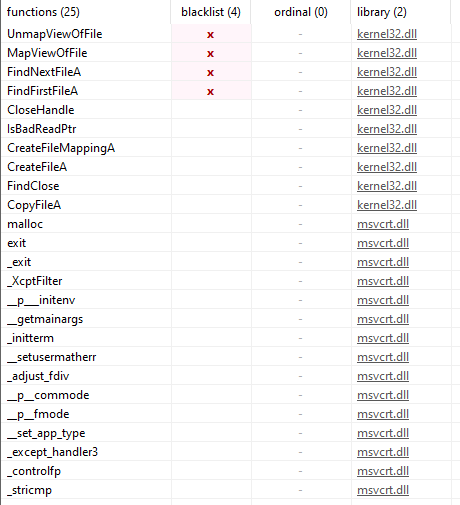 functions (25) blacklist (4) ordinal (0) library (2)
UnmapViewOfFile x - kernel32.dll
MapViewOfFile x - kernel32.dll
FindNextFileA x - kernel32.dll
FindFirstFileA x - kernel32.dll
CloseHandle - kernel32.dll
IsBadReadPtr - kernel32.dll
CreateFileMappingA - kernel32.dll
CreateFileA - kernel32.dll
FindClose - kernel32.dll
CopyFileA - kernel32.dll
malloc - msvcrt.dll
exit - msvcrt.dll
_exit - msvcrt.dll
_XcptFilter - msvcrt.dll
__p___initenv - msvcrt.dll
__getmainargs - msvcrt.dll
_initterm - msvcrt.dll
__setusermatherr - msvcrt.dll
_adjust_fdiv - msvcrt.dll
__p__commode - msvcrt.dll
__p__fmode - msvcrt.dll
__set_app_type - msvcrt.dll
_except_handler3 - msvcrt.dll
_controlfp - msvcrt.dll
_stricmp - msvcrt.dll